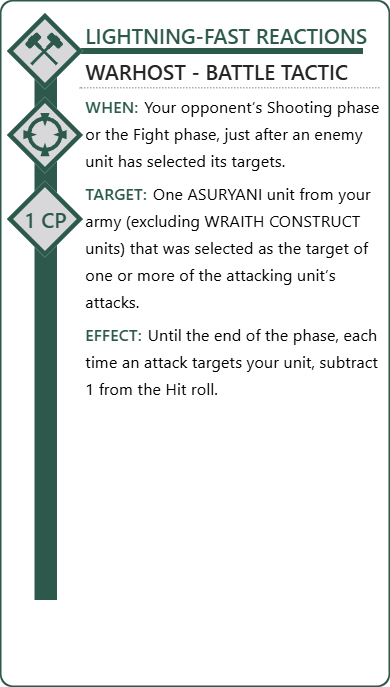 LIGHTNING-FAST REACTIONS
WARHOST - BATTLE TACTIC
WHEN: Your opponent’s Shooting phase
or the Fight phase, just after an enemy
unit has selected its targets.
TARGET: One ASURYANI unit from your
1 CP
army (excluding WRAITH CONSTRUCT
units) that was selected as the target of
one or more of the attacking unit’s
attacks.
EFFECT: Until the end of the phase, each
time an attack targets your unit, subtract
1 from the Hit roll.